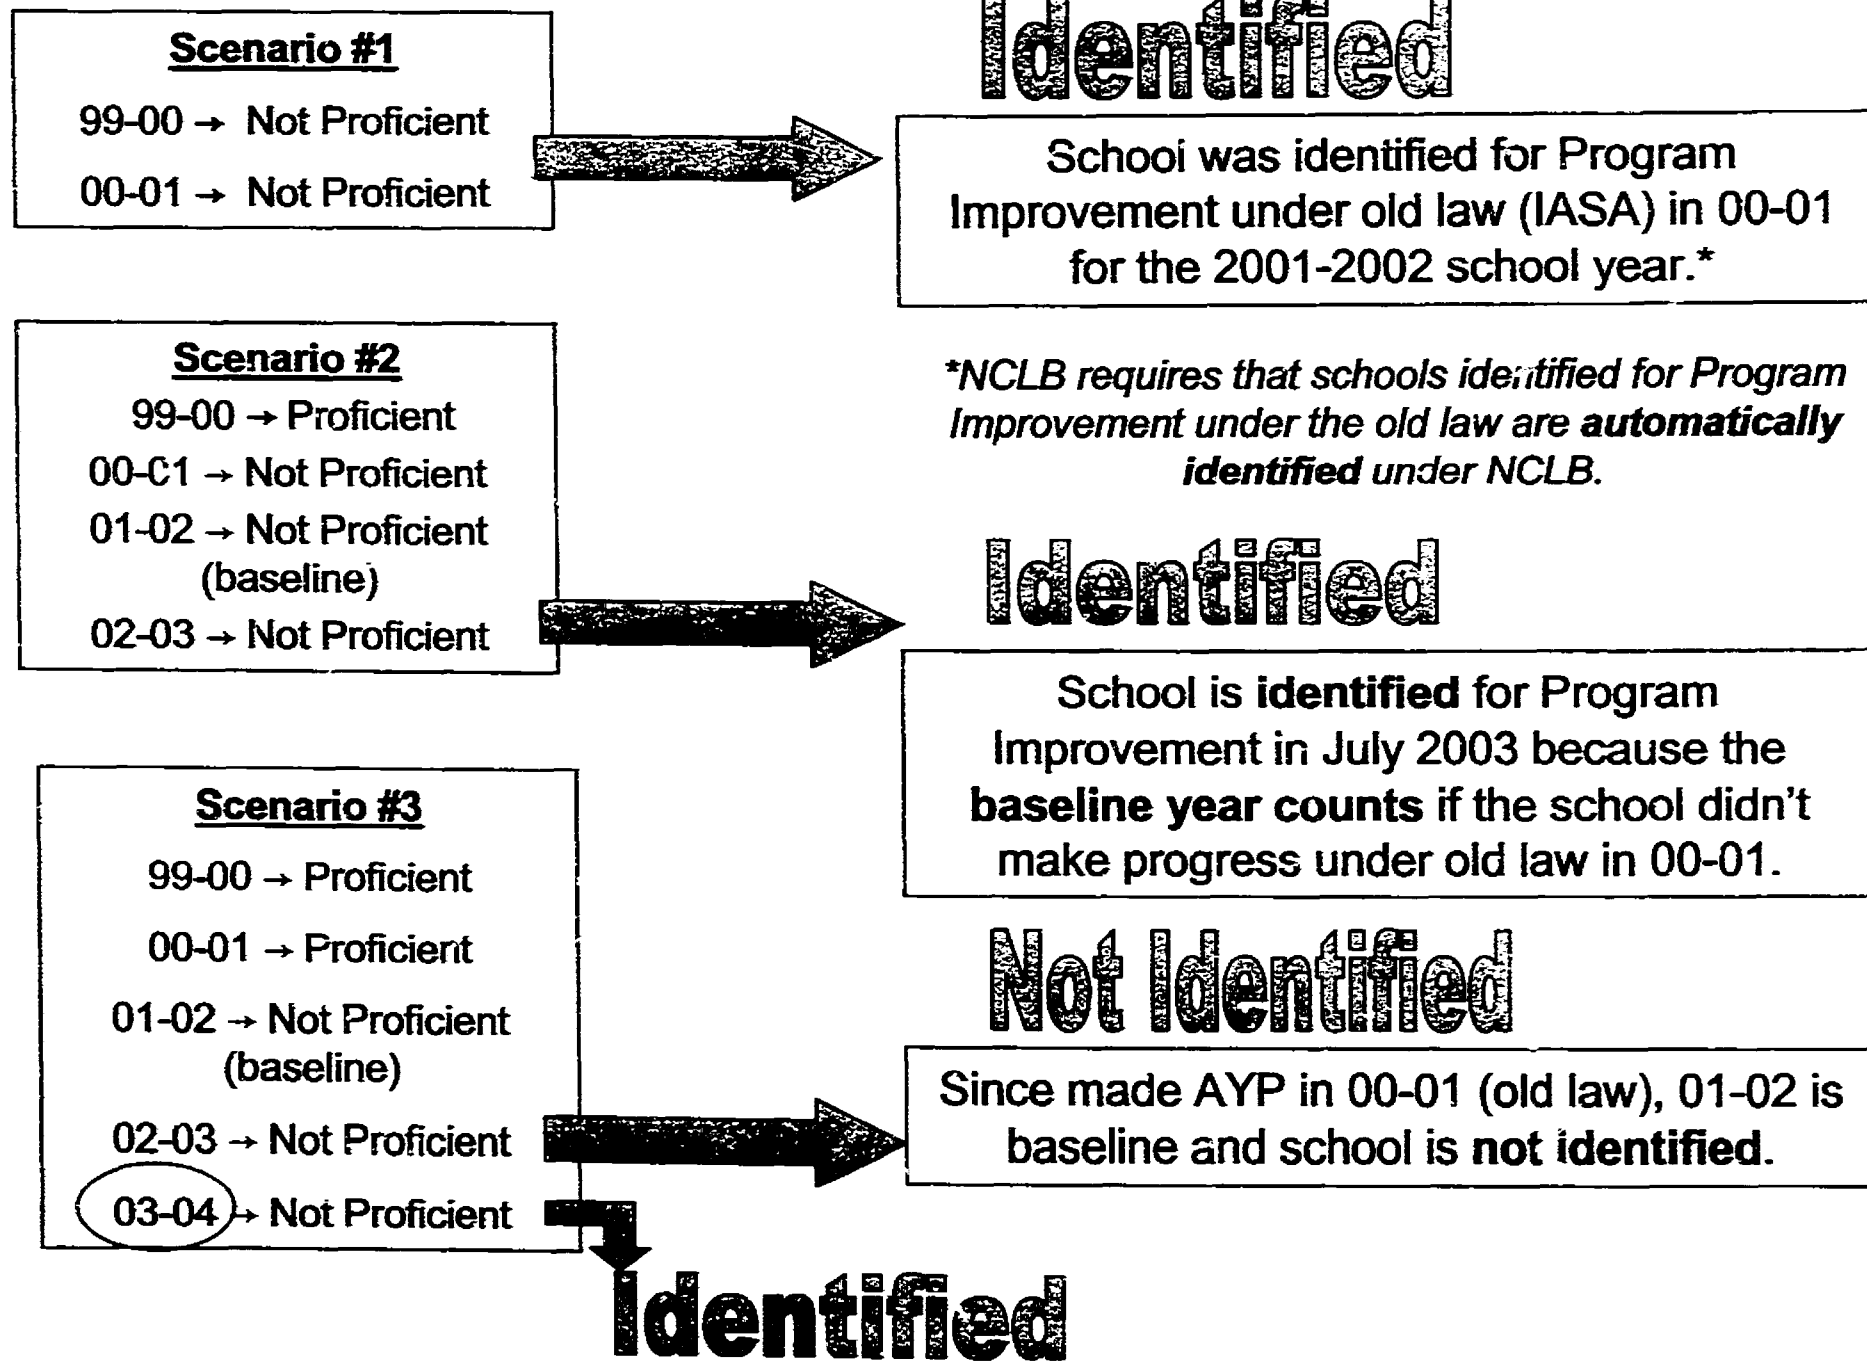 Scenario #1
99-00 → Not Proficient
00-01 → Not Proficient
Identified
School was identified for Program
Improvement under old law (IASA) in 00-01
for the 2001-2002 school year.*
*NCLB requires that schools identified for Program
Improvement under the old law are automatically
identified under NCLB.
Scenario #2
99-00 → Proficient
00-01 → Not Proficient
01-02 → Not Proficient
(baseline)
02-03 → Not Proficient
Identified
School is identified for Program
Improvement in July 2003 because the
baseline year counts if the school didn't
make progress under old law in 00-01.
Scenario #3
99-00 → Proficient
00-01 → Proficient
01-02 → Not Proficient
(baseline)
02-03 → Not Proficient
03-04 → Not Proficient
Not Identified
Since made AYP in 00-01 (old law), 01-02 is
baseline and school is not identified.
Identified